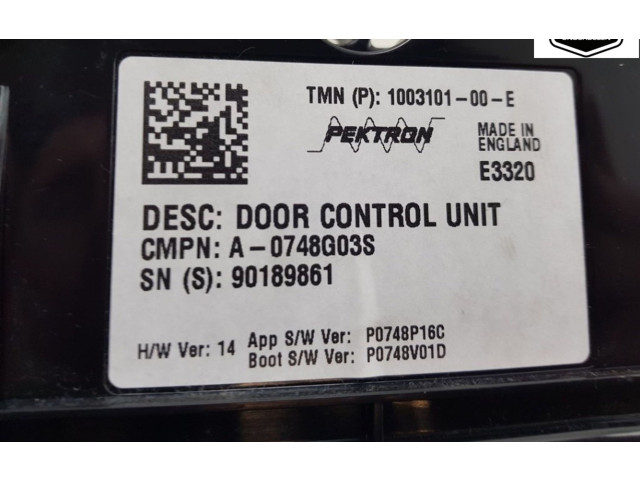 TMN (P): 1003101-00-E
PEKTRON
MADE IN
ENGLAND
E3320
DESC: DOOR CONTROL UNIT
CMPN: A-0748G03S
SN (S): 90189861
H/W Ver: 14
App S/W Ver: P0748P16C
Boot S/W Ver: P0748V01D